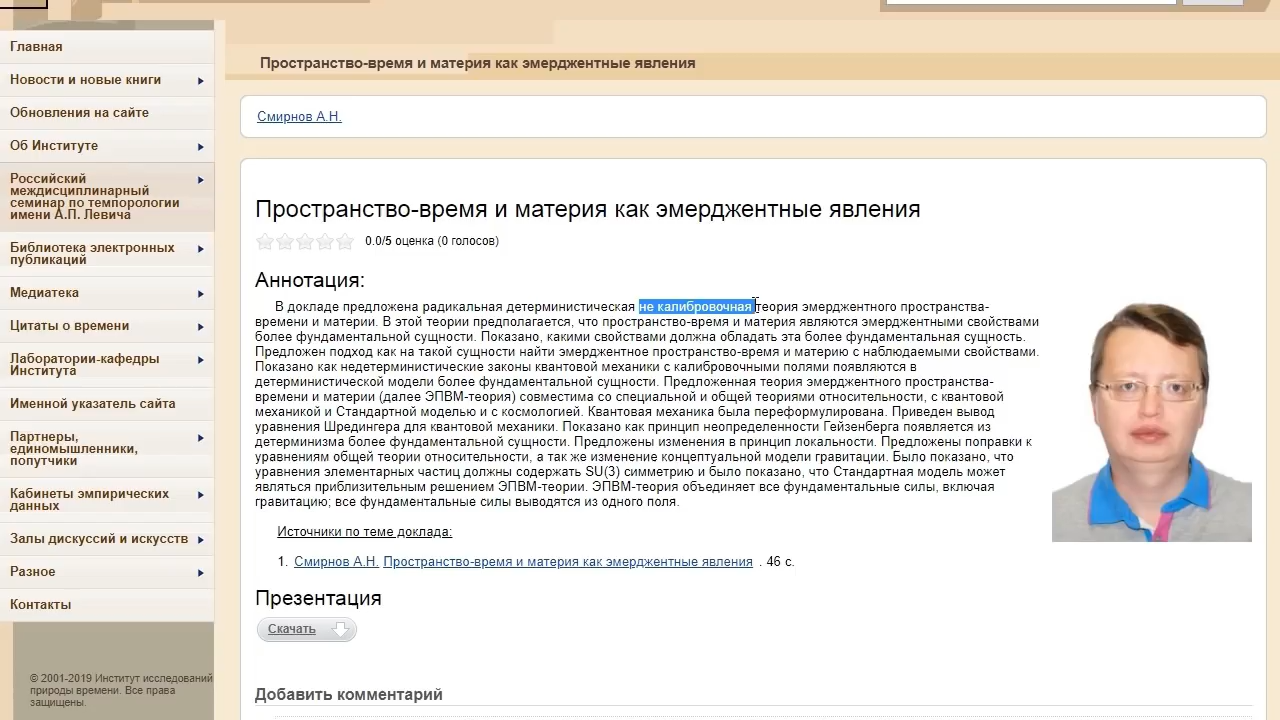 Главная
Новости и новые книги
Обновления на сайте
Об Институте
Российский
междисциплинарный
семинар по темпорологии
имени А.П. Левича
Библиотека электронных
публикаций
Медиатека
Цитаты о времени
Лаборатории-кафедры
Института
Именной указатель сайта
Партнеры,
единомышленники,
попутчики
Кабинеты эмпирических
данных
Залы дискуссий и искусств
Разное
Контакты
© 2001-2019 Институт исследований
природы времени. Все права
защищены.
Пространство-время и материя как эмерджентные явления
Смирнов А.Н.
Пространство-время и материя как эмерджентные явления
0.0/5 оценка (0 голосов)
Аннотация:
В докладе предложена радикальная детерминистическая не калибровочная теория эмерджентного пространства-
времени и материи. В этой теории предполагается, что пространство-время и материя являются эмерджентными свойствами
более фундаментальной сущности. Показано, какими свойствами должна обладать эта более фундаментальная сущность.
Предложен подход как на такой сущности найти эмерджентное пространство-время и материю с наблюдаемыми свойствами.
Показано как недетерминистические законы квантовой механики с калибровочными полями появляются в
детерминистической модели более фундаментальной сущности. Предложенная теория эмерджентного пространства-
времени и материи (далее ЭПВМ-теория) совместима со специальной и общей теориями относительности, с квантовой
механикой и Стандартной моделью и с космологией. Квантовая механика была переформулирована. Приведен вывод
уравнения Шредингера для квантовой механики. Показано как принцип неопределенности Гейзенберга появляется из
детерминизма более фундаментальной сущности. Предложены изменения в принцип локальности. Предложены поправки к
уравнениям общей теории относительности, а так же изменение концептуальной модели гравитации. Было показано, что
уравнения элементарных частиц должны содержать SU(3) симметрию и было показано, что Стандартная модель может
являться приблизительным решением ЭПВМ-теории. ЭПВМ-теория объединяет все фундаментальные силы, включая
гравитацию; все фундаментальные силы выводятся из одного поля.
Источники по теме доклада:
1. Смирнов А.Н. Пространство-время и материя как эмерджентные явления . 46 с.
Презентация
Скачать
Добавить комментарий